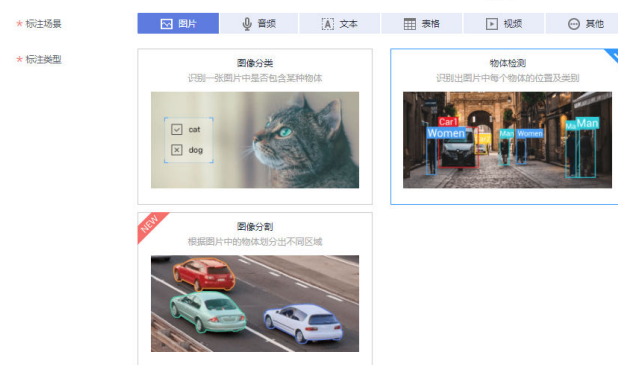 * 标注场景
图片 音频 文本 表格 视频 其他
* 标注类型
图像分类
识别一张图片中是否包含某种物体
cat
dog
物体检测
识别出图片中每个物体的位置及类别
Car1
Women
Man Women
Man
NEW
图像分割
根据图片中的物体划分出不同区域